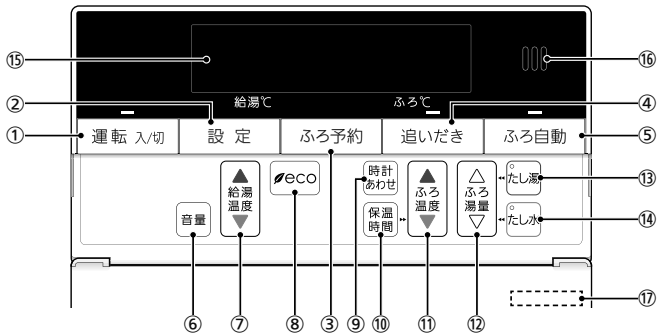 ⑮
⑯
給湯℃
ふろ℃
②
④
①
運転 入/切
設 定
ふろ予約
追いだき
ふろ自動
⑤
給湯
温度
eco
時計
あわせ
ふろ
温度
ふろ
湯量
たし湯
⑬
音量
保温
時間
たし水
⑭
⑥
⑦
⑧
③
⑨
⑩
⑪
⑫
⑰